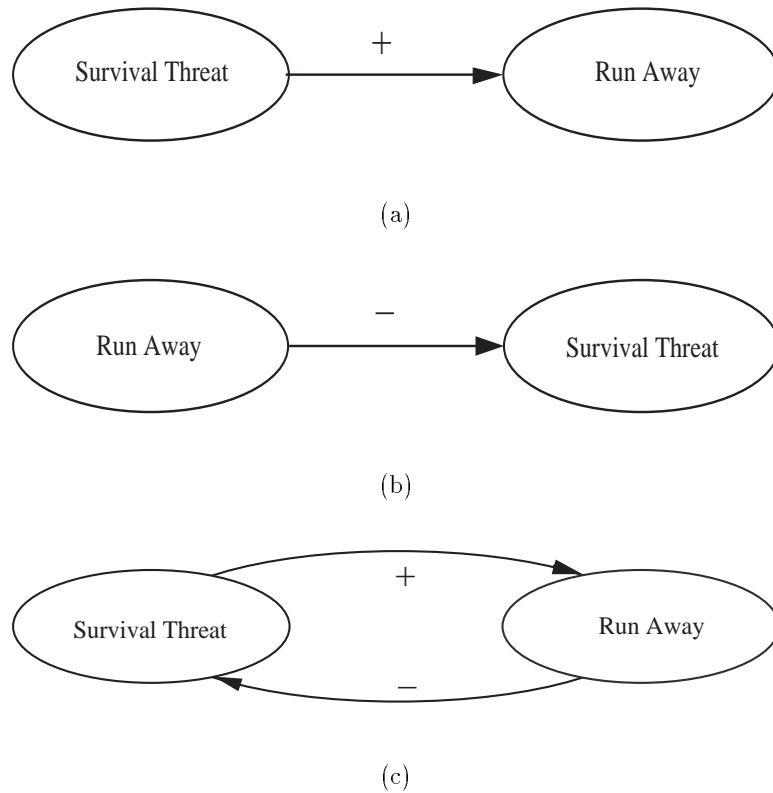 +
Survival Threat Run Away
(a)
−
Run Away Survival Threat
(b)
+
Survival Threat Run Away
−
(c)